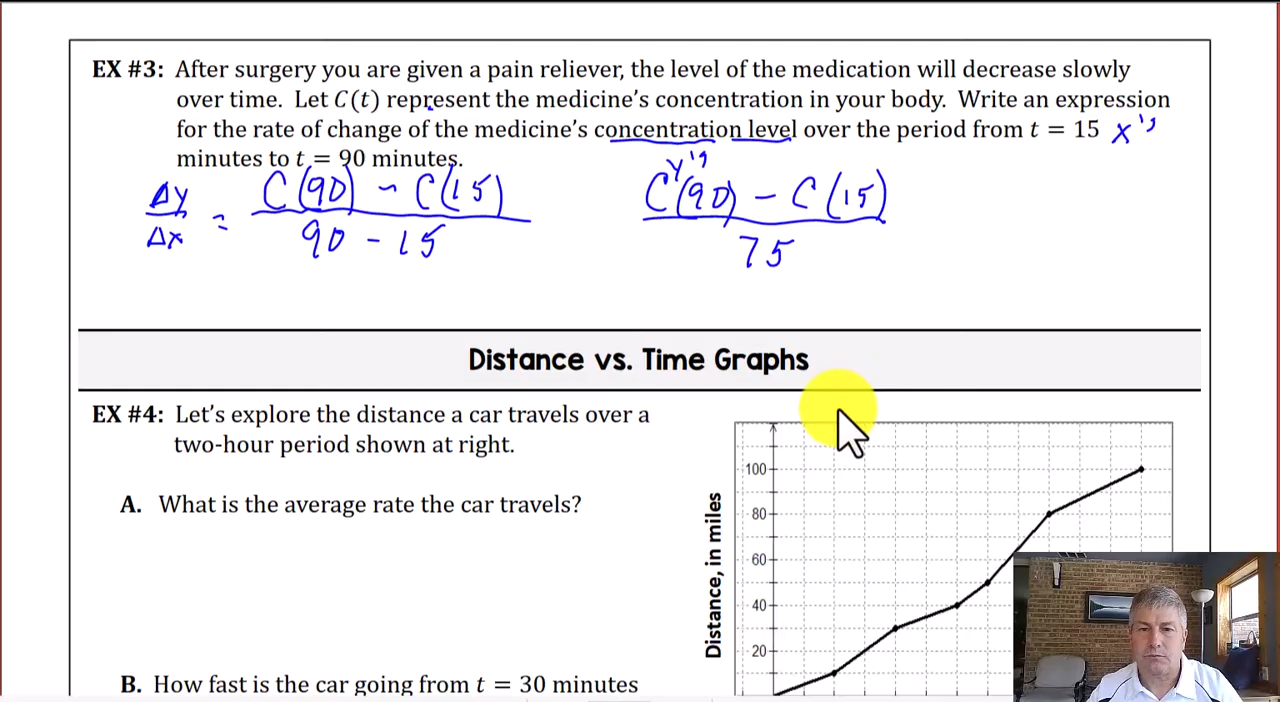 EX #3: After surgery you are given a pain reliever, the level of the medication will decrease slowly
over time. Let C(t) represent the medicine's concentration in your body. Write an expression
for the rate of change of the medicine's concentration level over the period from t = 15 x's
minutes to t = 90 minutes.
y's
Δy/Δx = C(90) - C(15) / 90 - 15
C(90) - C(15) / 75
Distance vs. Time Graphs
EX #4: Let's explore the distance a car travels over a
two-hour period shown at right.
A. What is the average rate the car travels?
B. How fast is the car going from t = 30 minutes
Distance, in miles
100
80
60
40
20